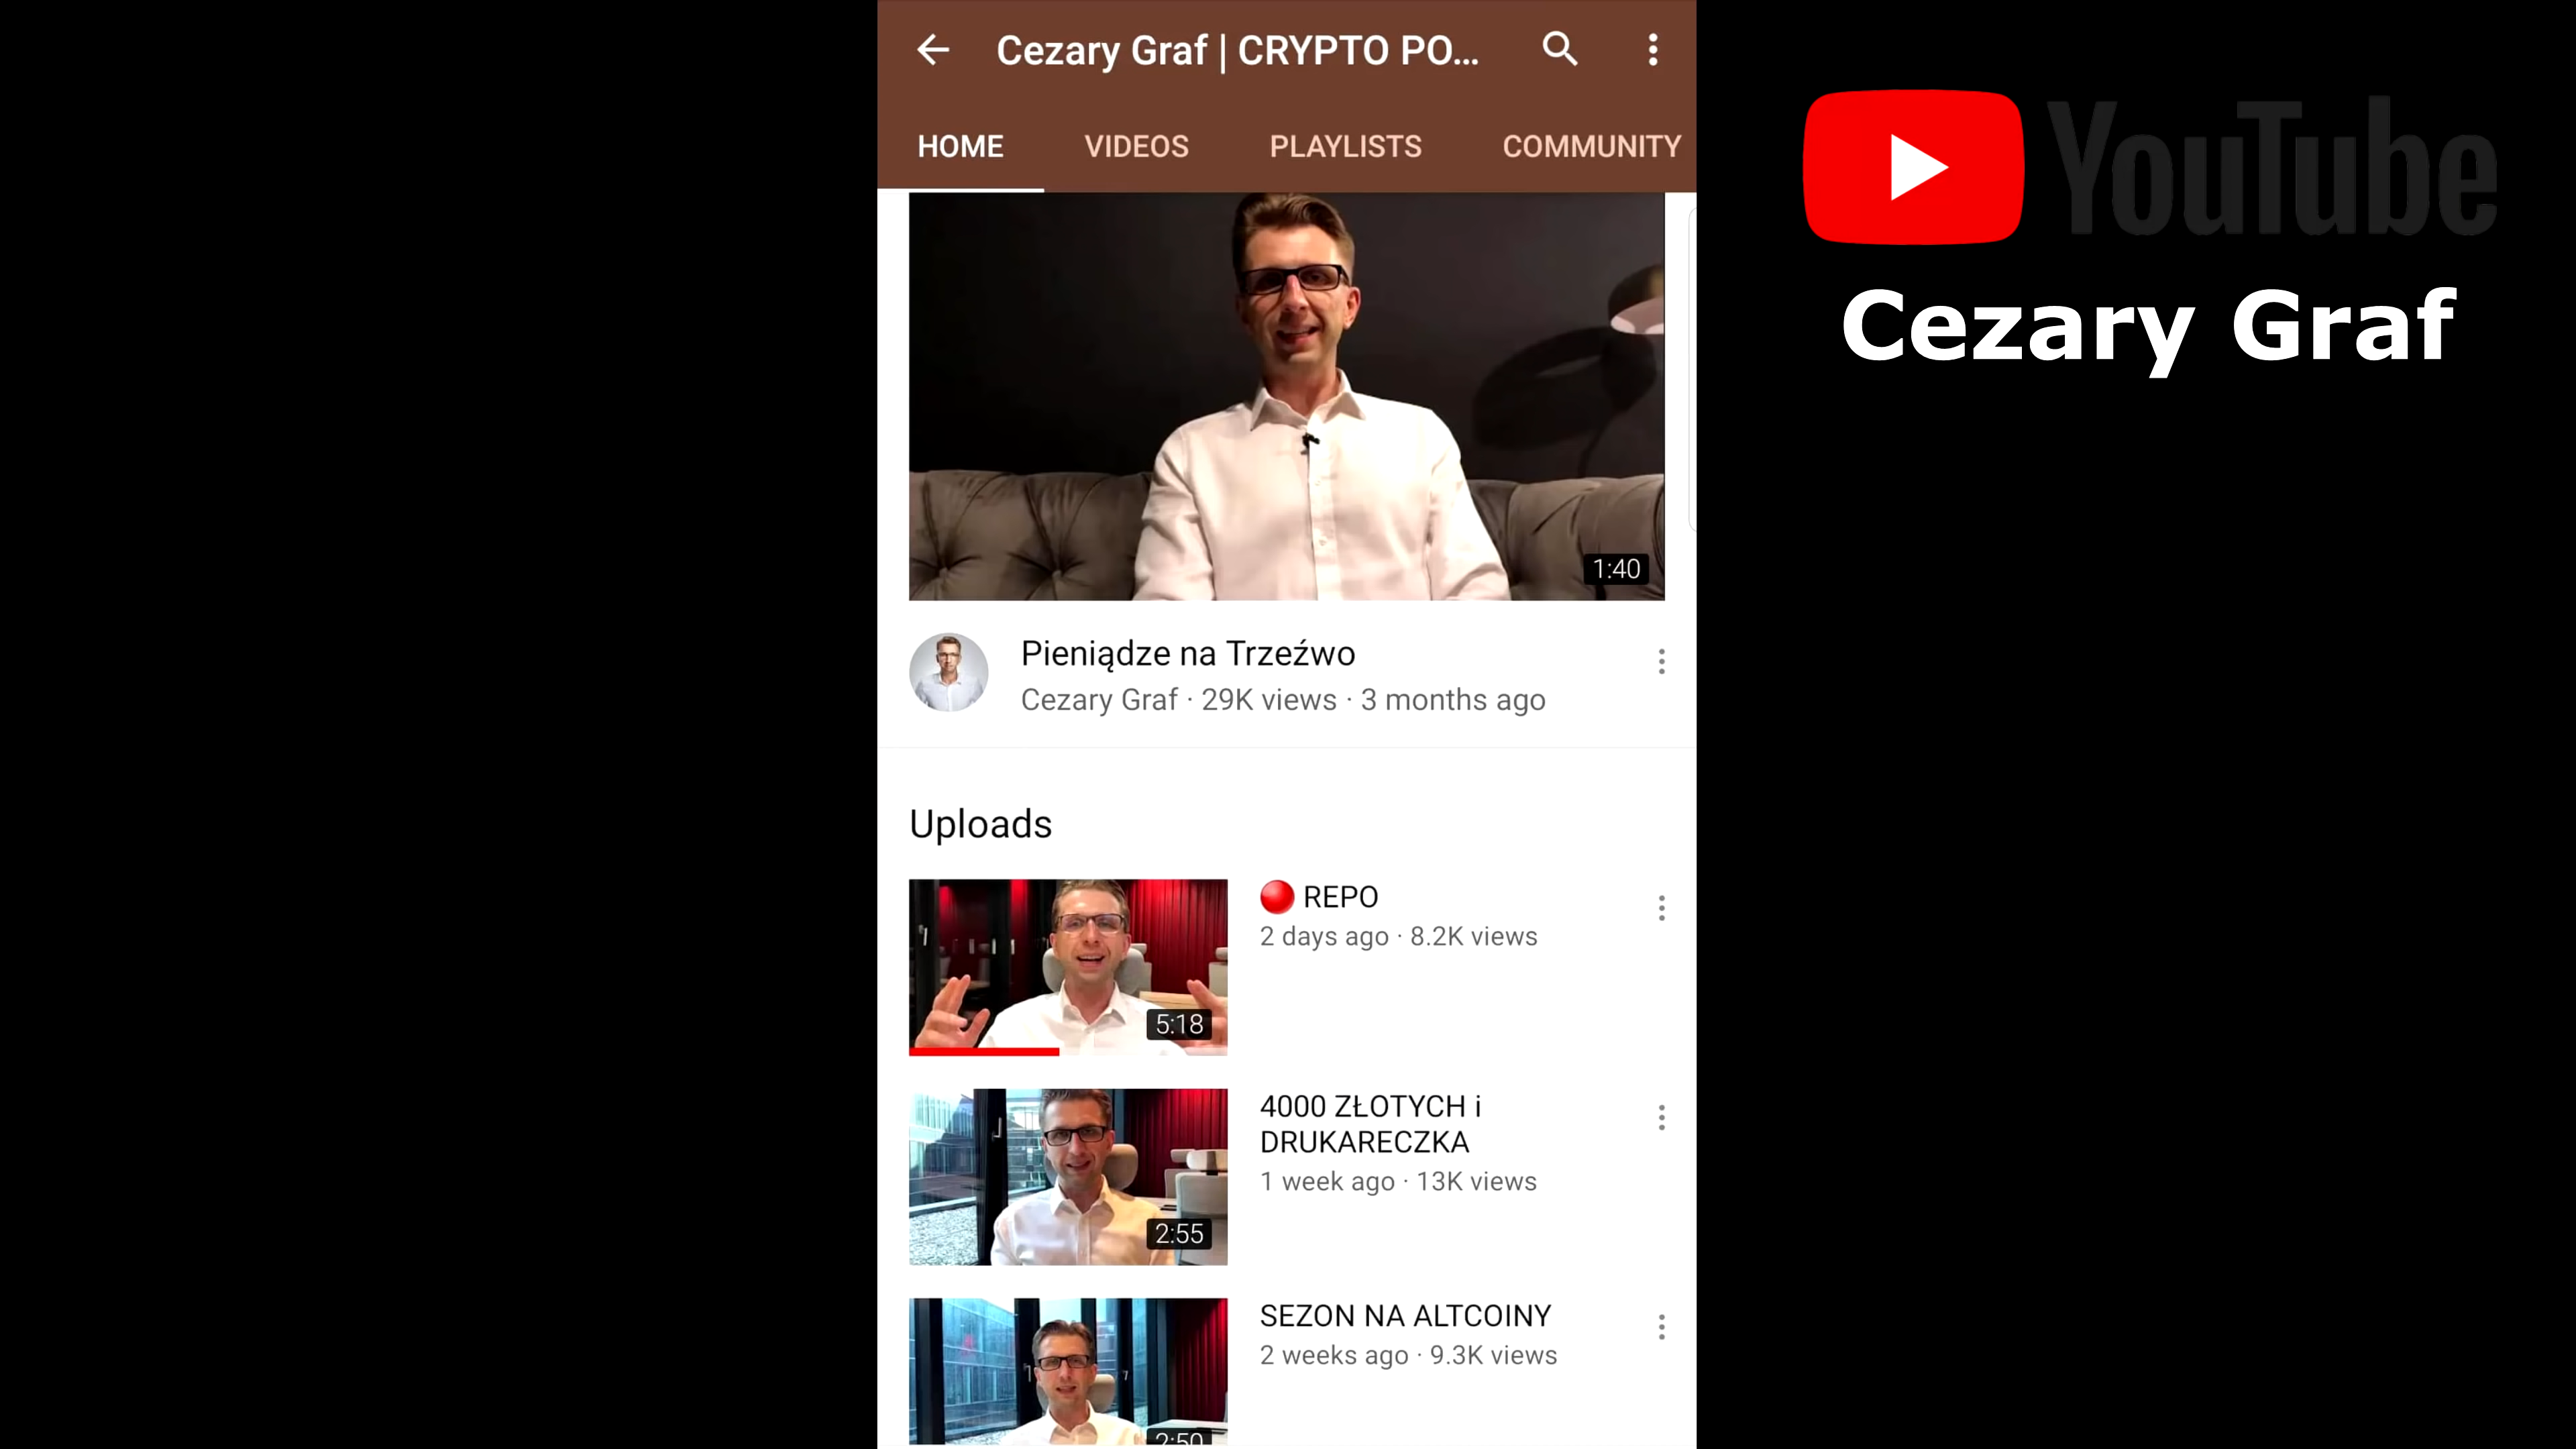 Cezary Graf | CRYPTO PO...
HOME VIDEOS PLAYLISTS COMMUNITY
YouTube
Cezary Graf
1:40
Pieniądze na Trzeźwo
Cezary Graf · 29K views · 3 months ago
Uploads
5:18
🔴 REPO
2 days ago · 8.2K views
2:55
4000 ZŁOTYCH i
DRUKARECZKA
1 week ago · 13K views
SEZON NA ALTCOINY
2 weeks ago · 9.3K views
2:50